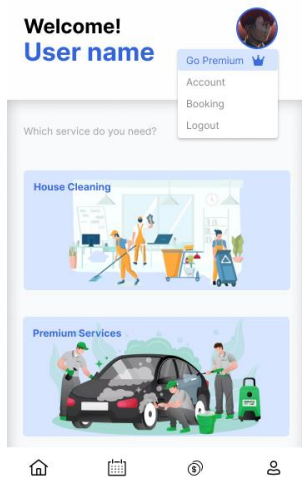 Welcome!
User name
Go Premium
Account
Booking
Logout
Which service do you need?
House Cleaning
Premium Services